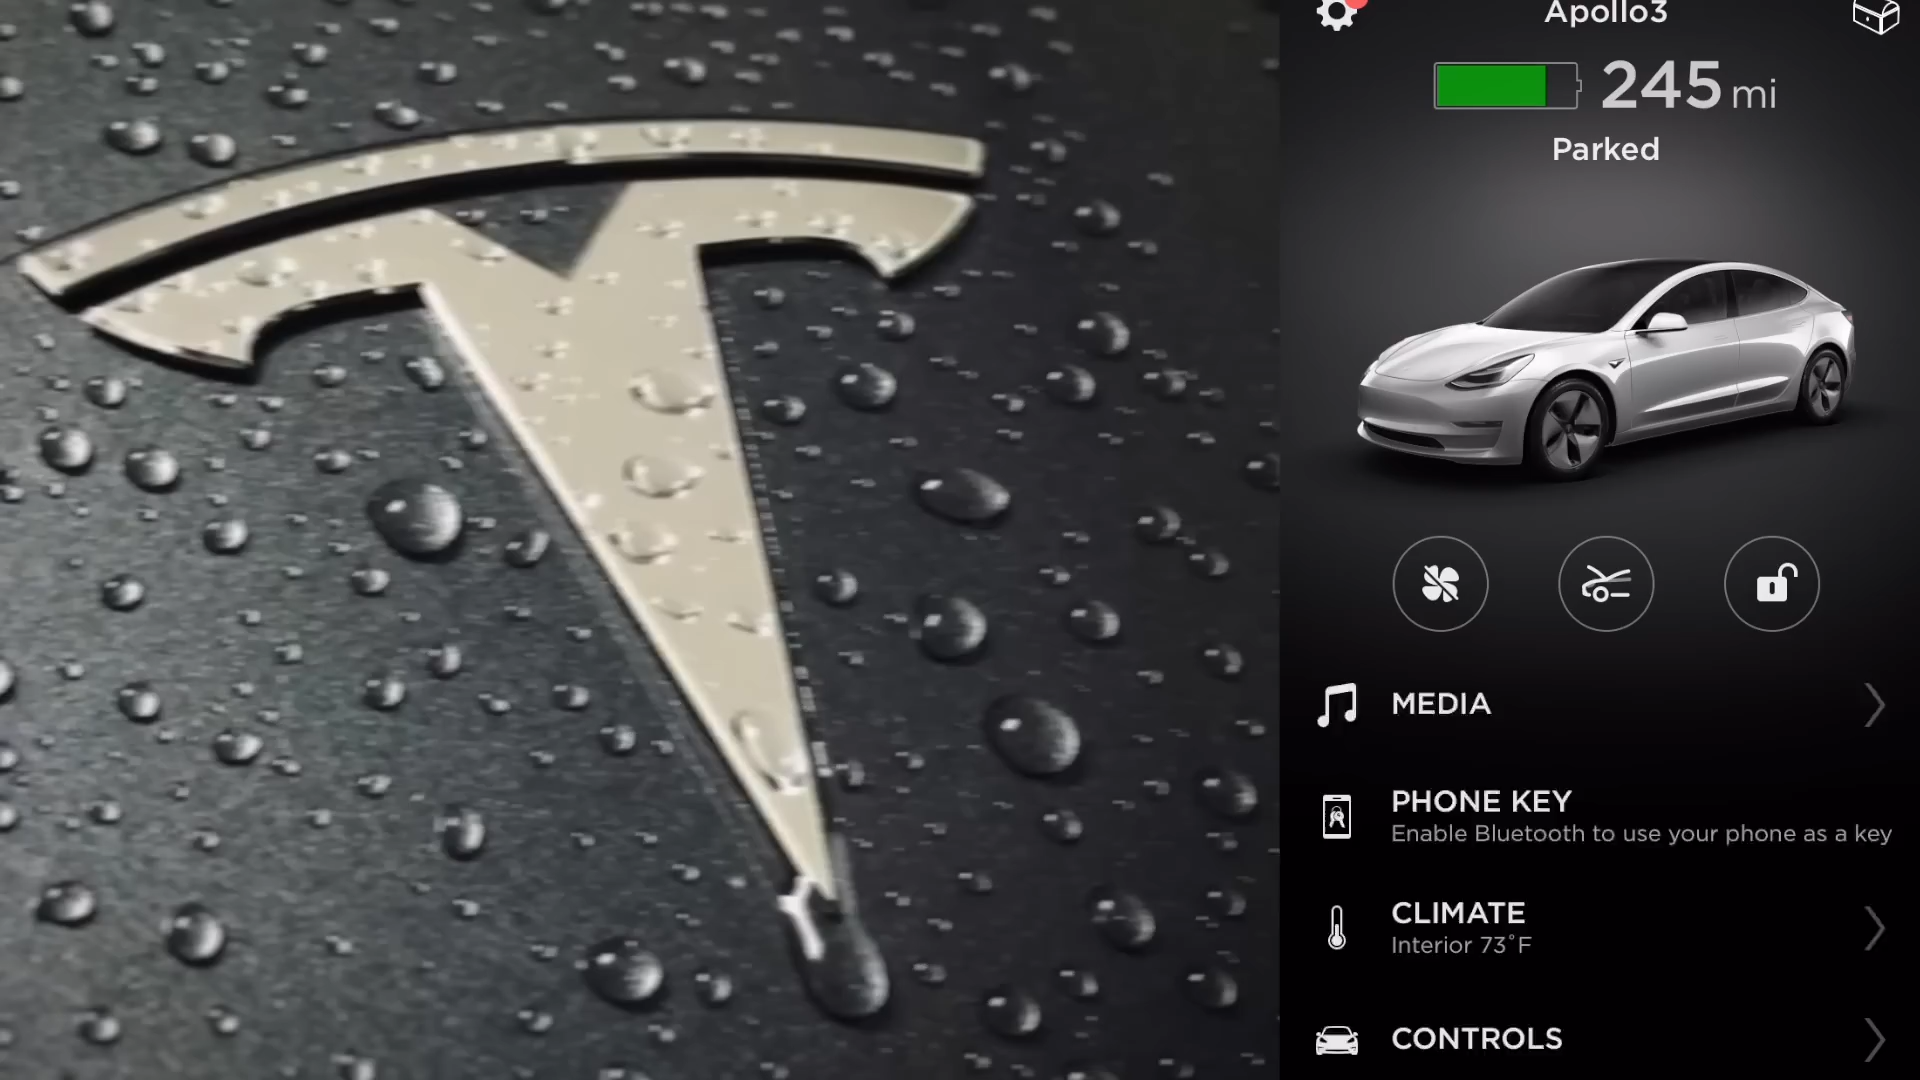 Apollo3
245 mi
Parked
MEDIA
PHONE KEY
Enable Bluetooth to use your phone as a key
CLIMATE
Interior 73°F
CONTROLS